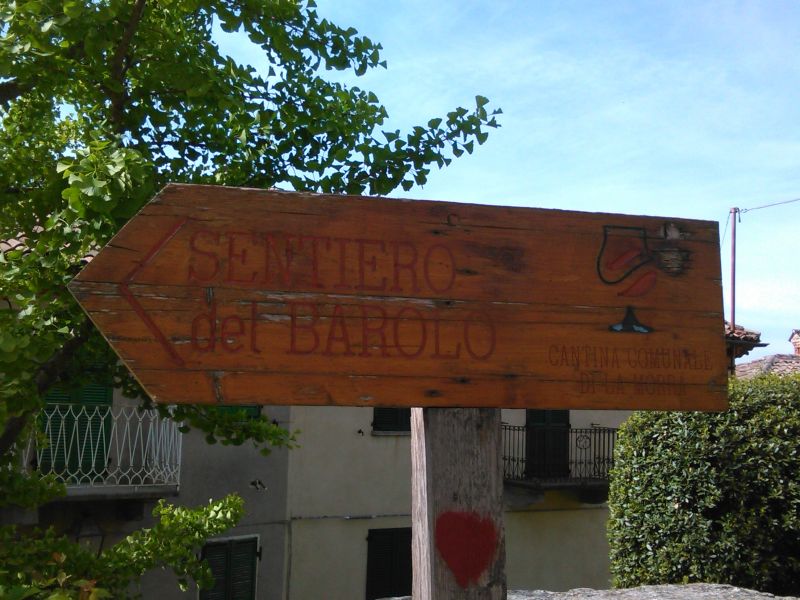 SENTIERO
del BAROLO
CANTINA COMUNALE
DI LA MORRA